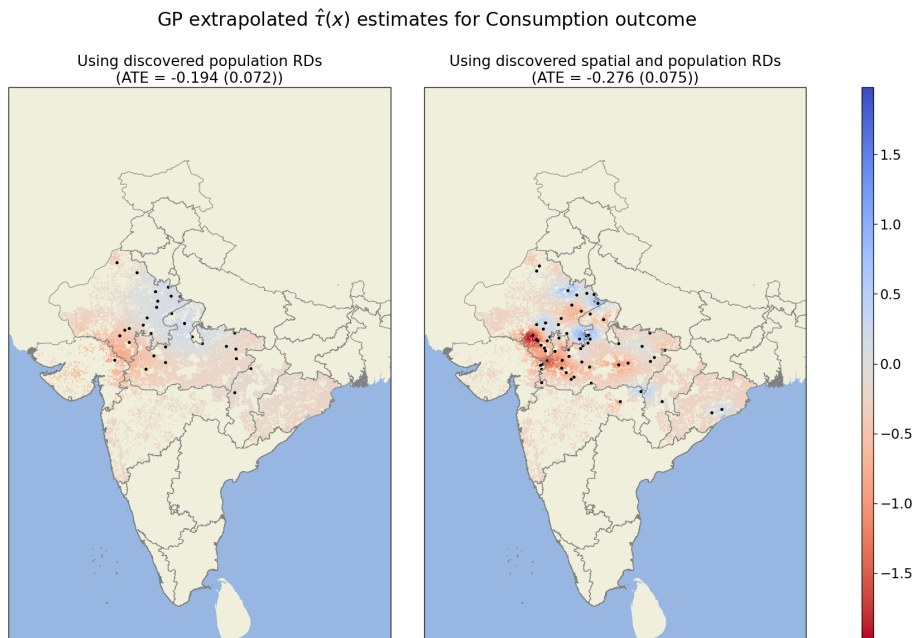 GP extrapolated τ̂(x) estimates for Consumption outcome
Using discovered population RDs
(ATE = -0.194 (0.072))
Using discovered spatial and population RDs
(ATE = -0.276 (0.075))
1.5
1.0
0.5
0.0
−0.5
−1.0
−1.5